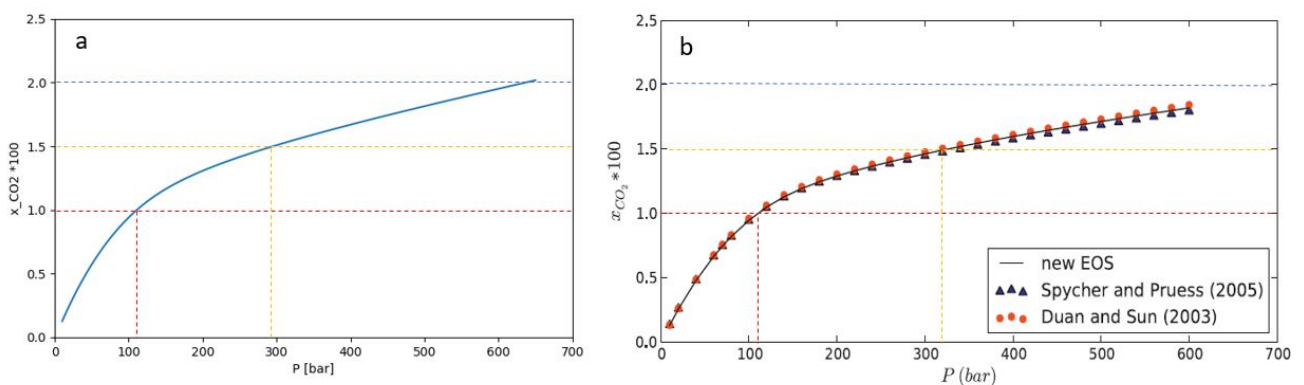 a
2.5
2.0
1.5
1.0
0.5
0.0
x_CO2 *100
0 100 200 300 400 500 600 700
P [bar]
b
2.5
2.0
1.5
1.0
0.5
0.0
x_{CO_2} * 100
0 100 200 300 400 500 600 700
P (bar)
new EOS
Spycher and Pruess (2005)
Duan and Sun (2003)